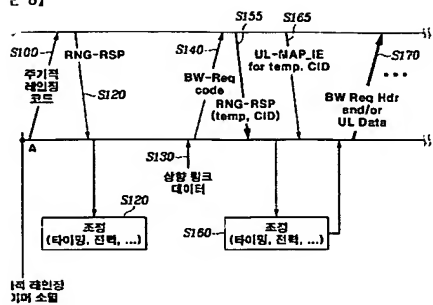 S100
주기적
레인징
코드
RNG-RSP
S120
S140
BW-Req
code
S155
RNG-RSP
(temp, CID)
S165
UL-MAP_IE
for temp. CID
S170
BW Req Hdr
and/or
UL Data
A
S130
상향 링크
데이터
S120
조정
(타이밍, 전력, ...)
S160
조정
(타이밍, 전력, ...)
레인징
소멸